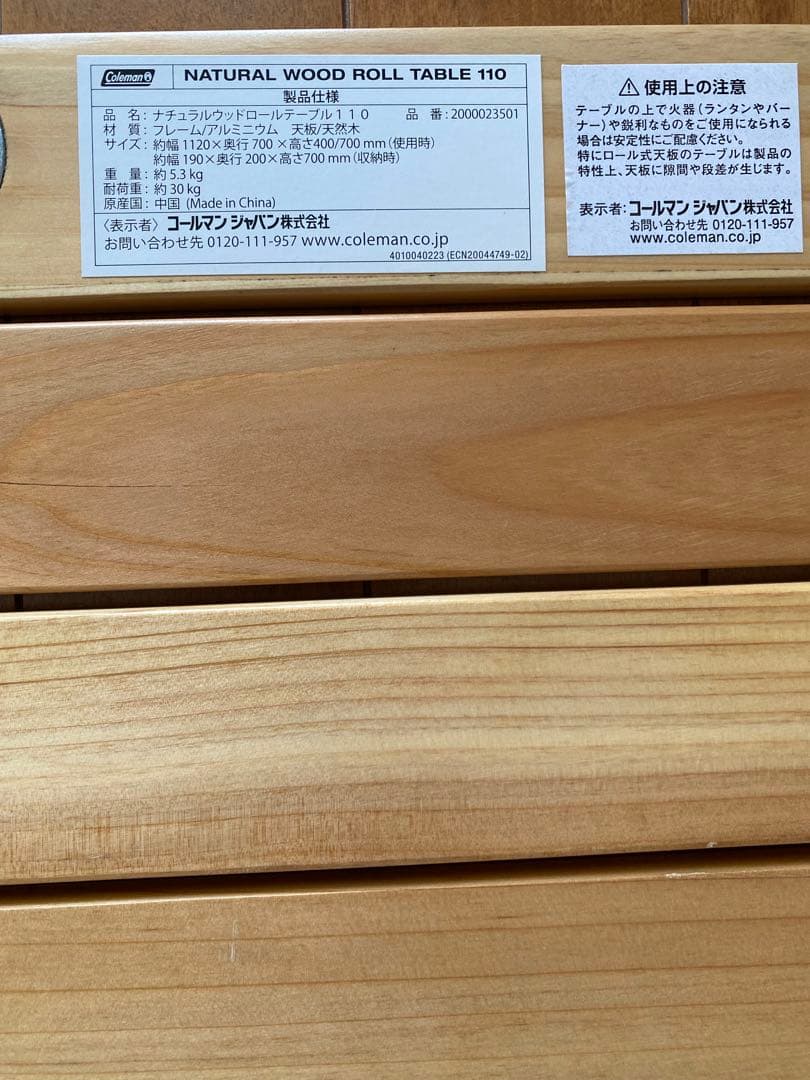 Coleman NATURAL WOOD ROLL TABLE 110
製品仕様
品 名：ナチュラルウッドロールテーブル１１０ 品 番：2000023501
材 質：フレーム/アルミニウム 天板/天然木
サイズ：約幅 1120×奥行 700 ×高さ400/700 mm（使用時）
約幅 190×奥行 200×高さ700 mm（収納時）
重 量：約 5.3 kg
耐荷重：約 30 kg
原産国：中国 (Made in China)
〈表示者〉コールマン ジャパン株式会社
お問い合わせ先 0120-111-957 www.coleman.co.jp
4010040223 (ECN20044749-02)
⚠ 使用上の注意
テーブルの上で火器（ランタンやバー
ナー）や鋭利なものをご使用になられる
場合は安定性にご配慮ください。
特にロール式天板のテーブルは製品の
特性上、天板に隙間や段差が生じます。
表示者：コールマン ジャパン株式会社
お問い合わせ先 0120-111-957
www.coleman.co.jp